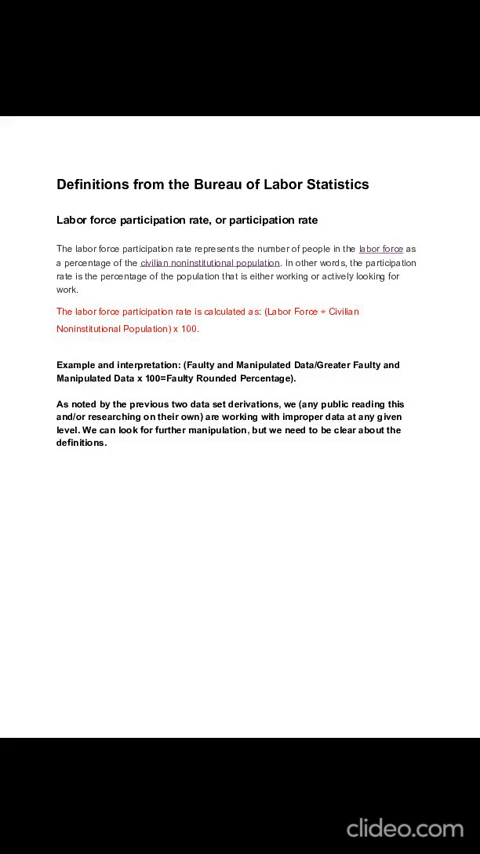 Definitions from the Bureau of Labor Statistics
Labor force participation rate, or participation rate
The labor force participation rate represents the number of people in the labor force as
a percentage of the civilian noninstitutional population. In other words, the participation
rate is the percentage of the population that is either working or actively looking for
work.
The labor force participation rate is calculated as: (Labor Force ÷ Civilian
Noninstitutional Population) x 100.
Example and interpretation: (Faulty and Manipulated Data/Greater Faulty and
Manipulated Data x 100=Faulty Rounded Percentage).
As noted by the previous two data set derivations, we (any public reading this
and/or researching on their own) are working with improper data at any given
level. We can look for further manipulation, but we need to be clear about the
definitions.
clideo.com